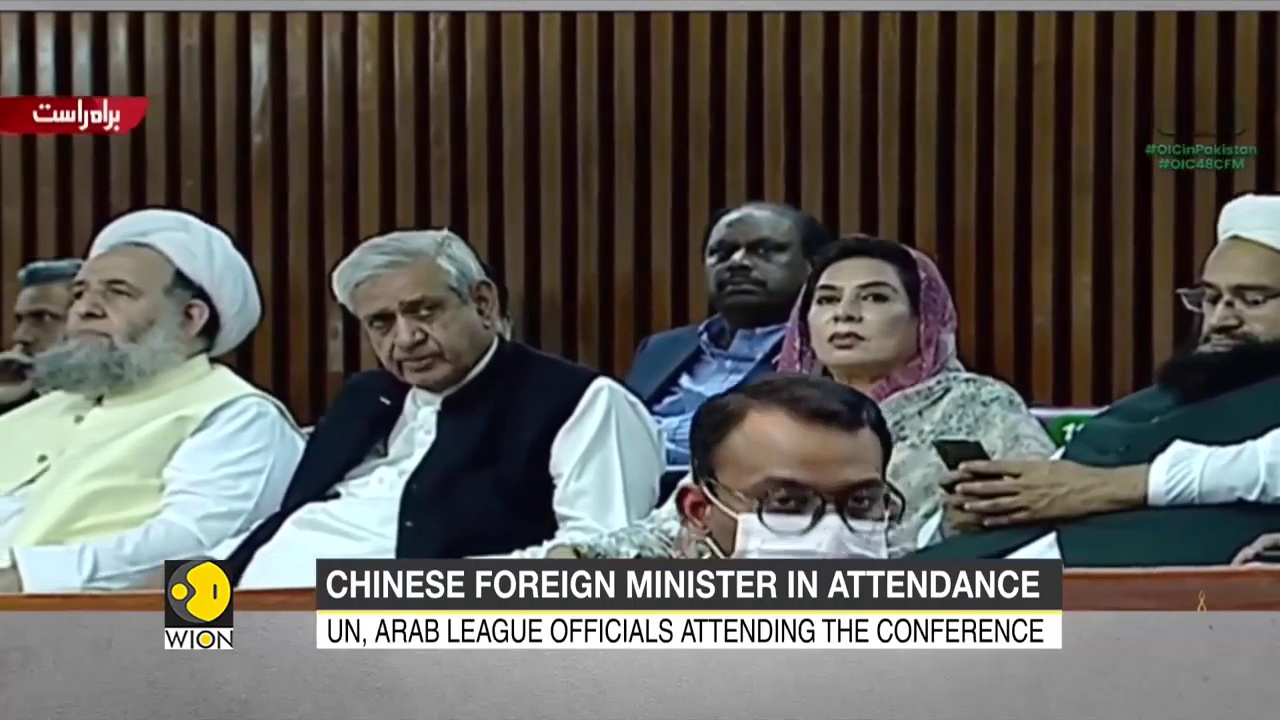 براہ راست
#OICinPakistan
#OIC48CFM
CHINESE FOREIGN MINISTER IN ATTENDANCE
UN, ARAB LEAGUE OFFICIALS ATTENDING THE CONFERENCE
WION